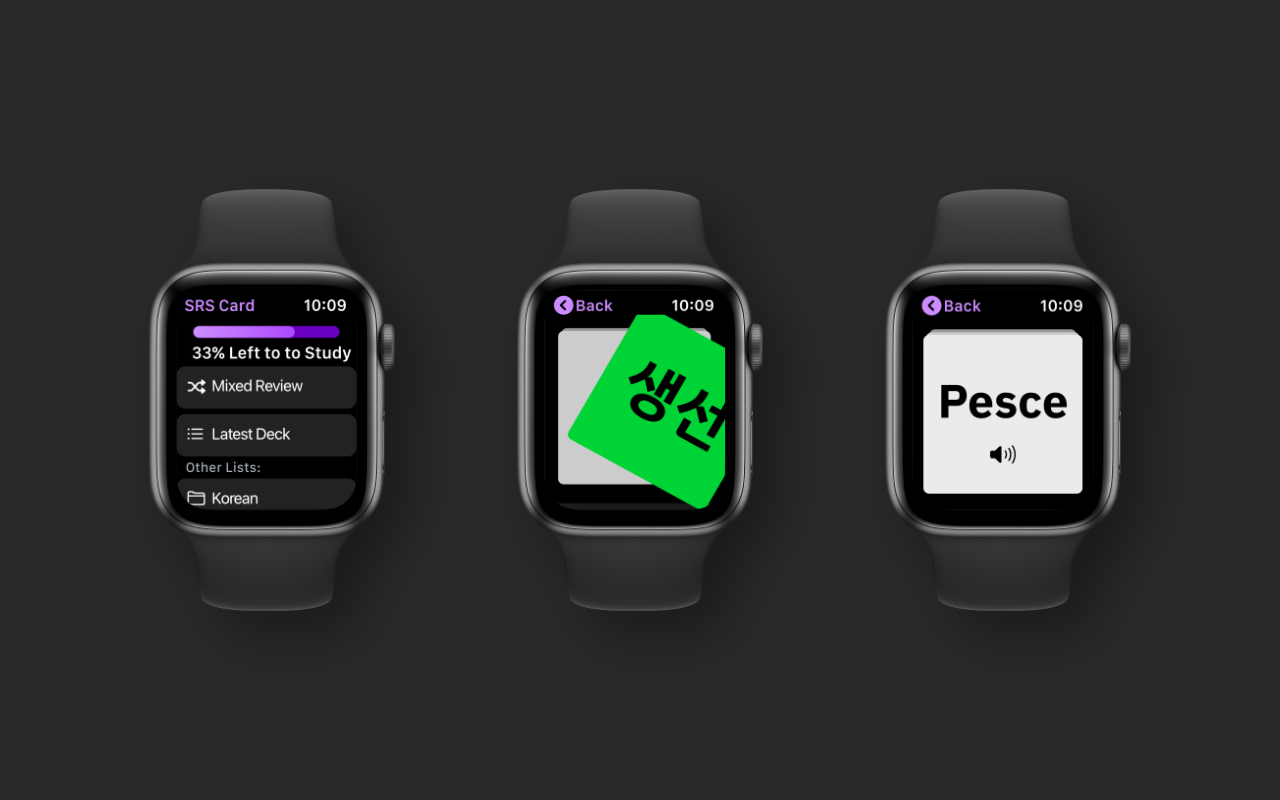 SRS Card 10:09
33% Left to to Study
Mixed Review
Latest Deck
Other Lists:
Korean
Back 10:09
생선
Back 10:09
Pesce